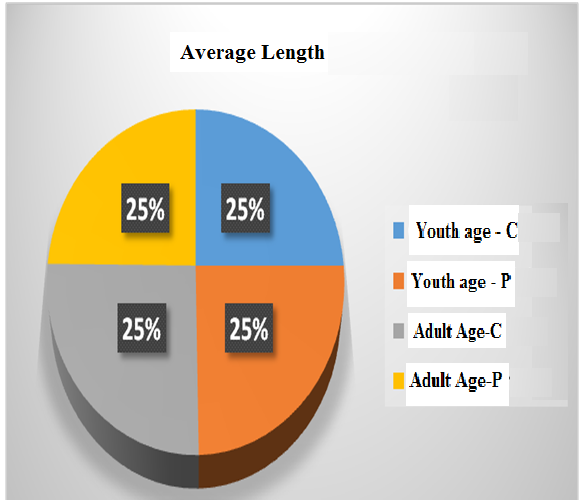 Average Length
25%
25%
25%
25%
Youth age - C
Youth age - P
Adult Age-C
Adult Age-P